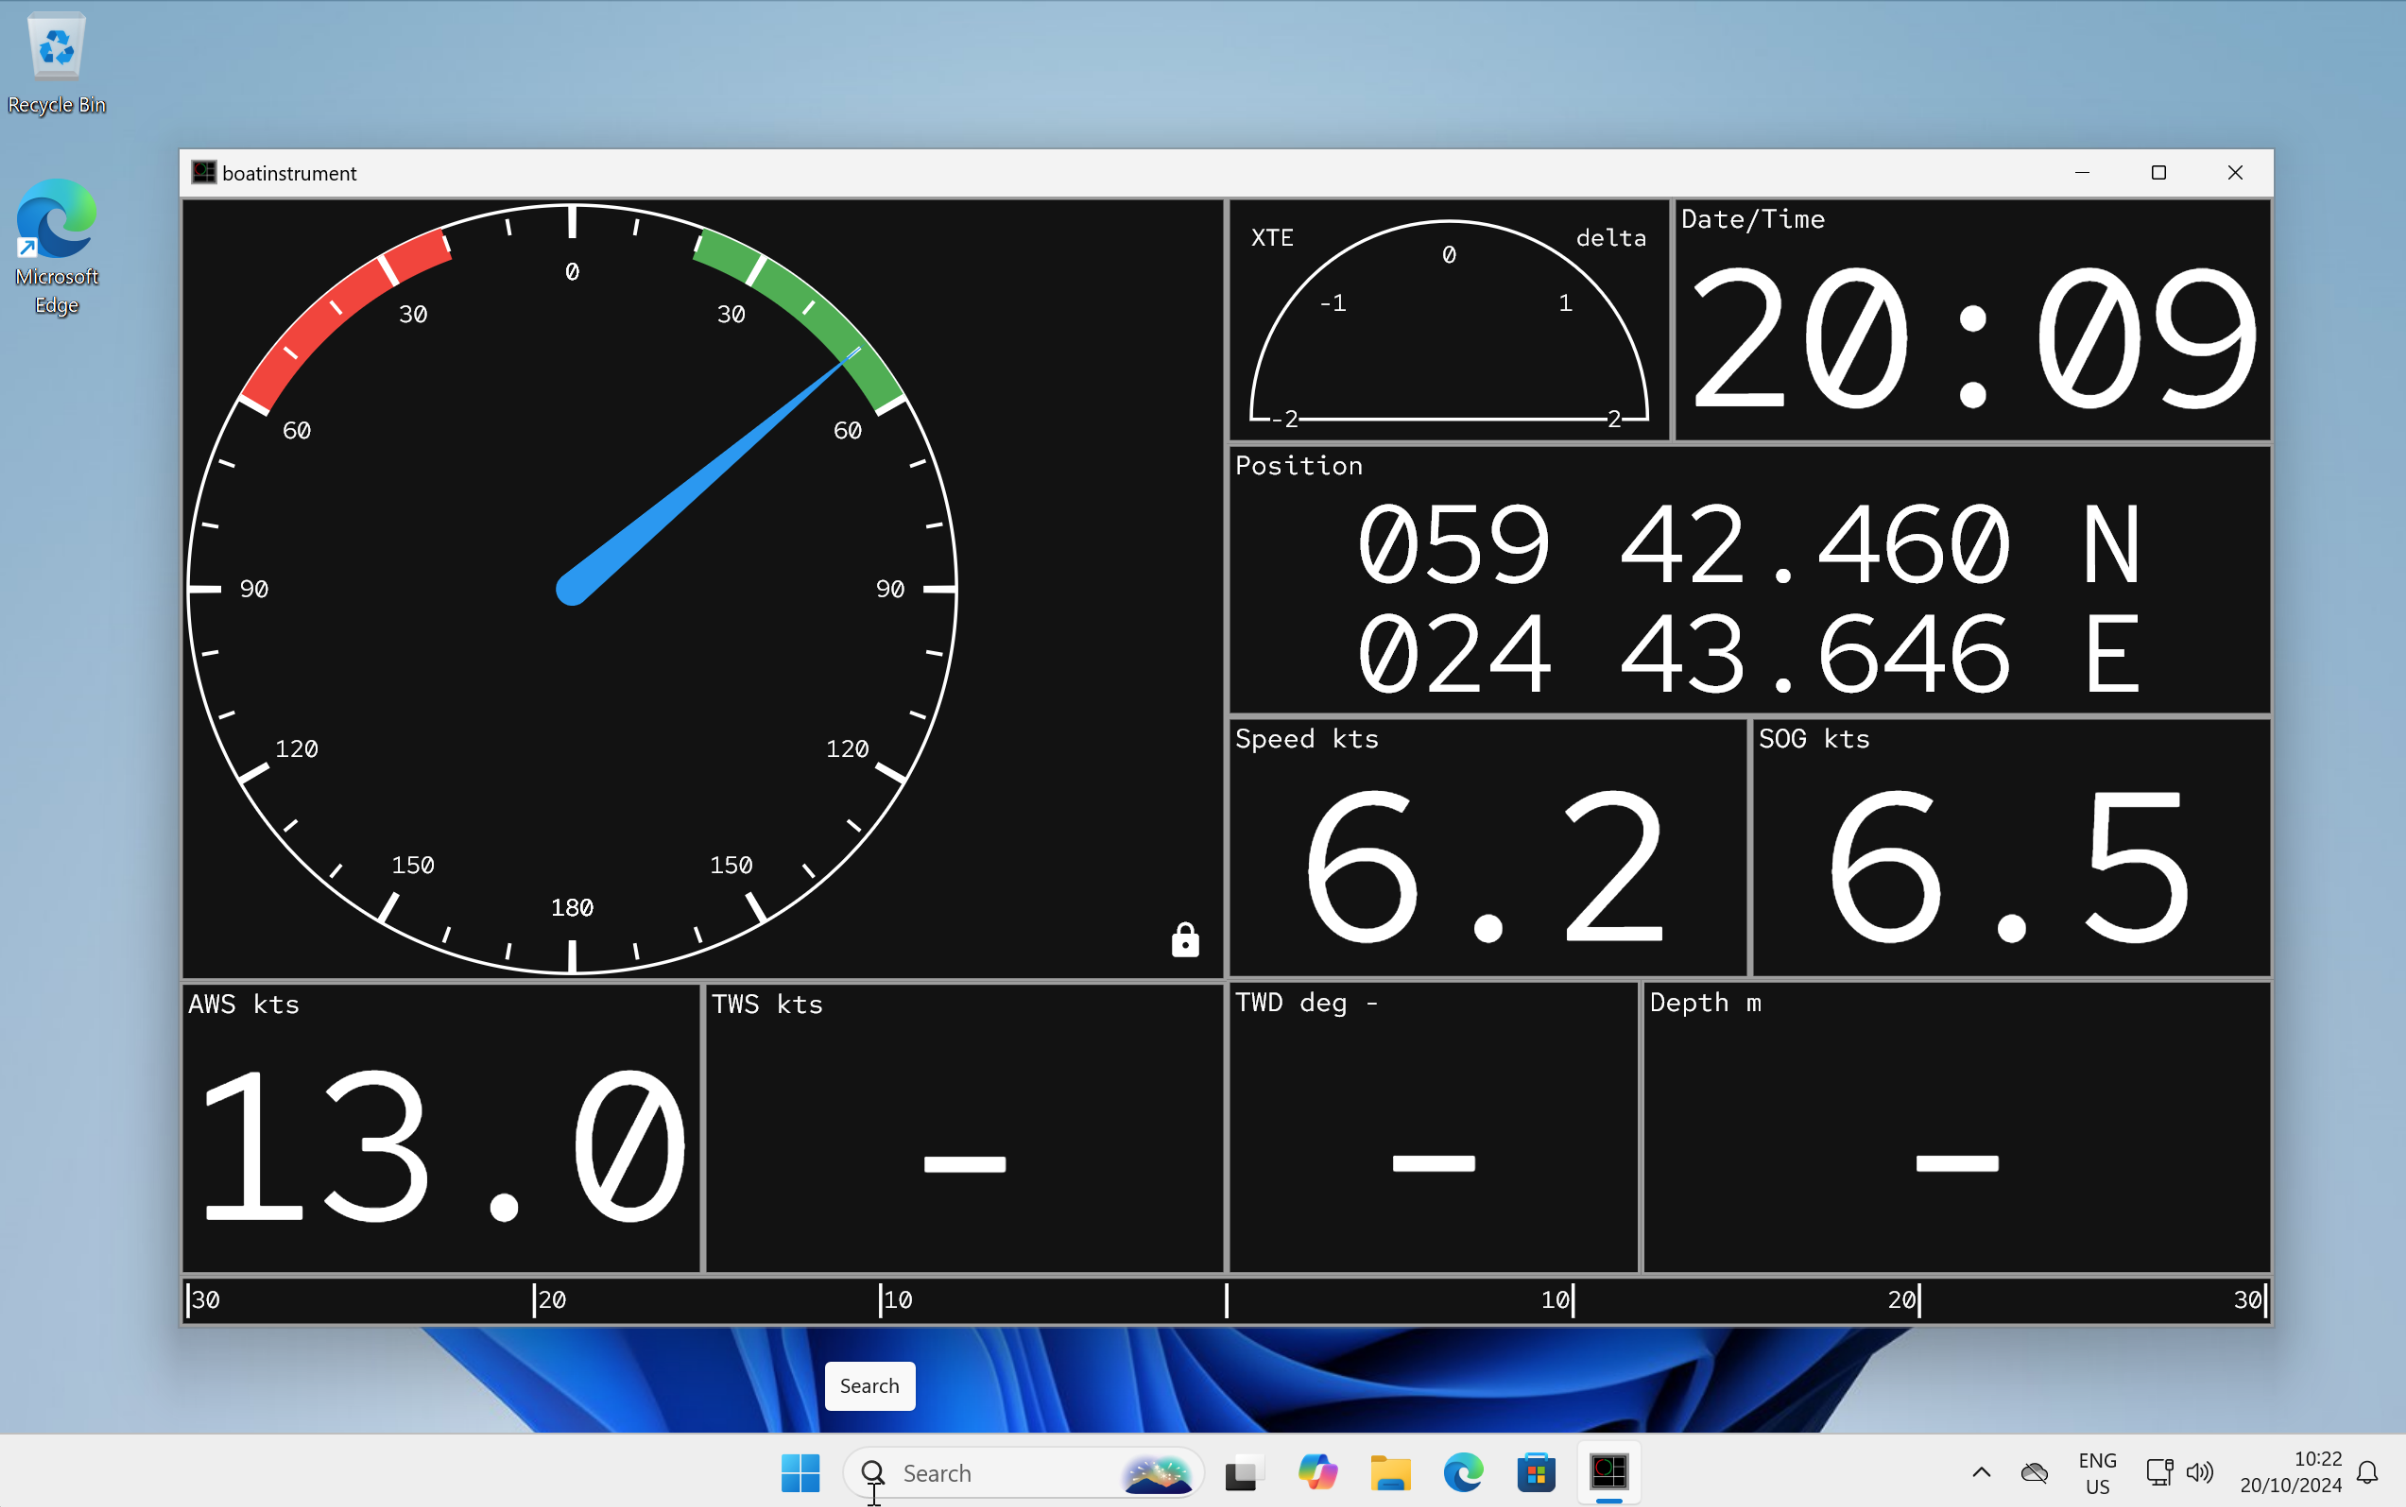 Recycle Bin
Microsoft
Edge
boatinstrument
0
30
30
60
60
90
90
120
120
150
150
180
XTE
delta
0
-1
1
-2
2
Date/Time
20:09
Position
059 42.460 N
024 43.646 E
Speed kts
6.2
SOG kts
6.5
AWS kts
13.0
TWS kts
-
TWD deg -
-
Depth m
-
30
20
10
10
20
30
Search
Search
ENG
US
10:22
20/10/2024